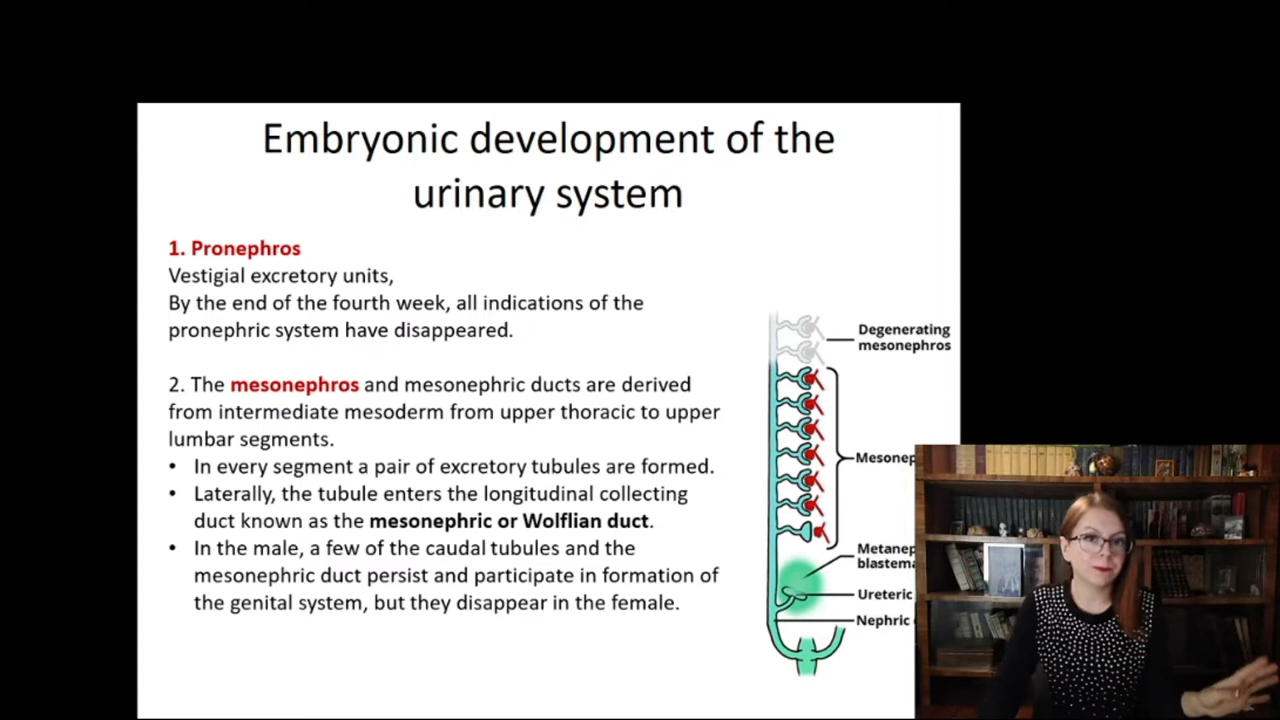 Embryonic development of the
urinary system
1. Pronephros
Vestigial excretory units,
By the end of the fourth week, all indications of the
pronephric system have disappeared.
2. The mesonephros and mesonephric ducts are derived
from intermediate mesoderm from upper thoracic to upper
lumbar segments.
• In every segment a pair of excretory tubules are formed.
• Laterally, the tubule enters the longitudinal collecting
duct known as the mesonephric or Wolflian duct.
• In the male, a few of the caudal tubules and the
mesonephric duct persist and participate in formation of
the genital system, but they disappear in the female.
Degenerating
mesonephros
Mesonep
Metanep
blastema
Ureteric
Nephric